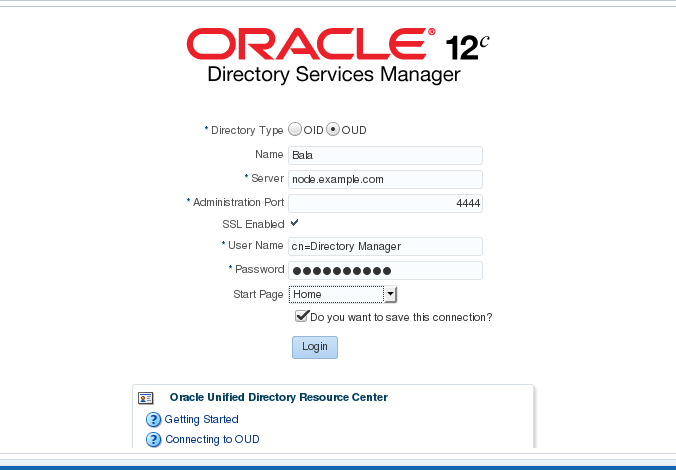 ORACLE® 12c
Directory Services Manager
* Directory Type OID OUD
Name Bala
* Server node.example.com
* Administration Port 4444
SSL Enabled
* User Name cn=Directory Manager
* Password ●●●●●●●●●●
Start Page Home
Do you want to save this connection?
Login
Oracle Unified Directory Resource Center
? Getting Started
? Connecting to OUD